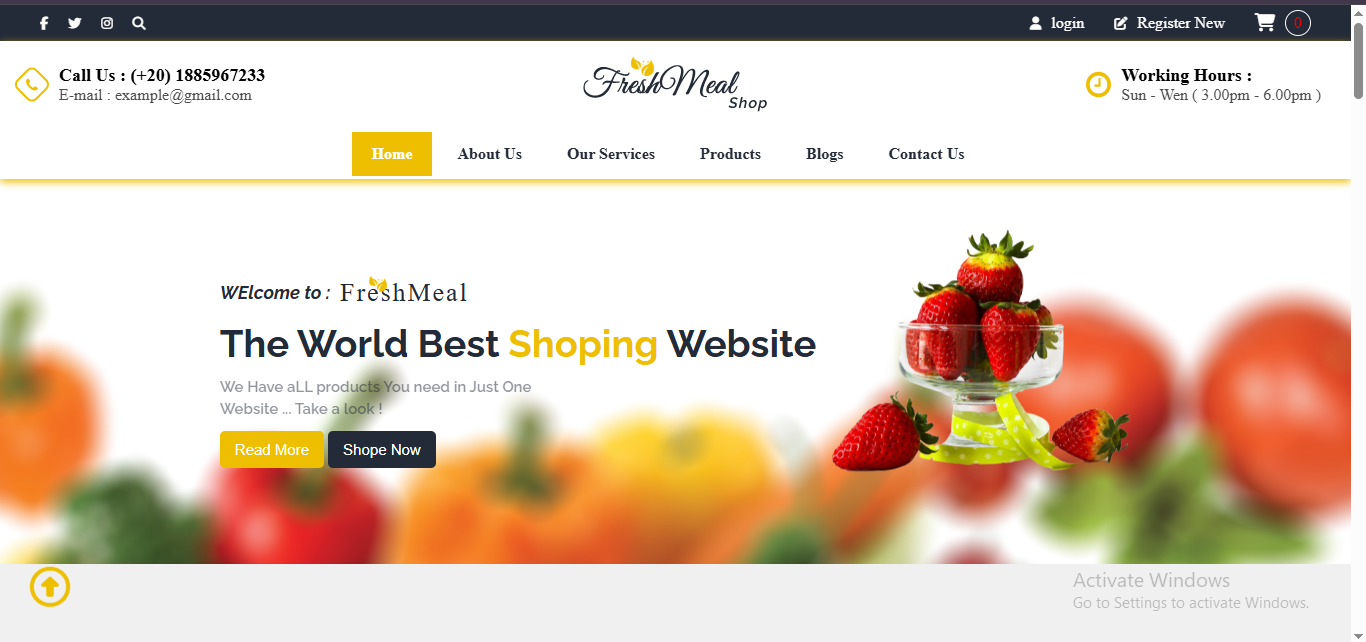 login
Register New
0
Call Us : (+20) 1885967233
E-mail : example@gmail.com
FreshMeal
Shop
Working Hours :
Sun - Wen ( 3.00pm - 6.00pm )
Home
About Us
Our Services
Products
Blogs
Contact Us
WElcome to : FreshMeal
The World Best Shoping Website
We Have aLL products You need in Just One
Website ... Take a look !
Read More
Shope Now
Activate Windows
Go to Settings to activate Windows.